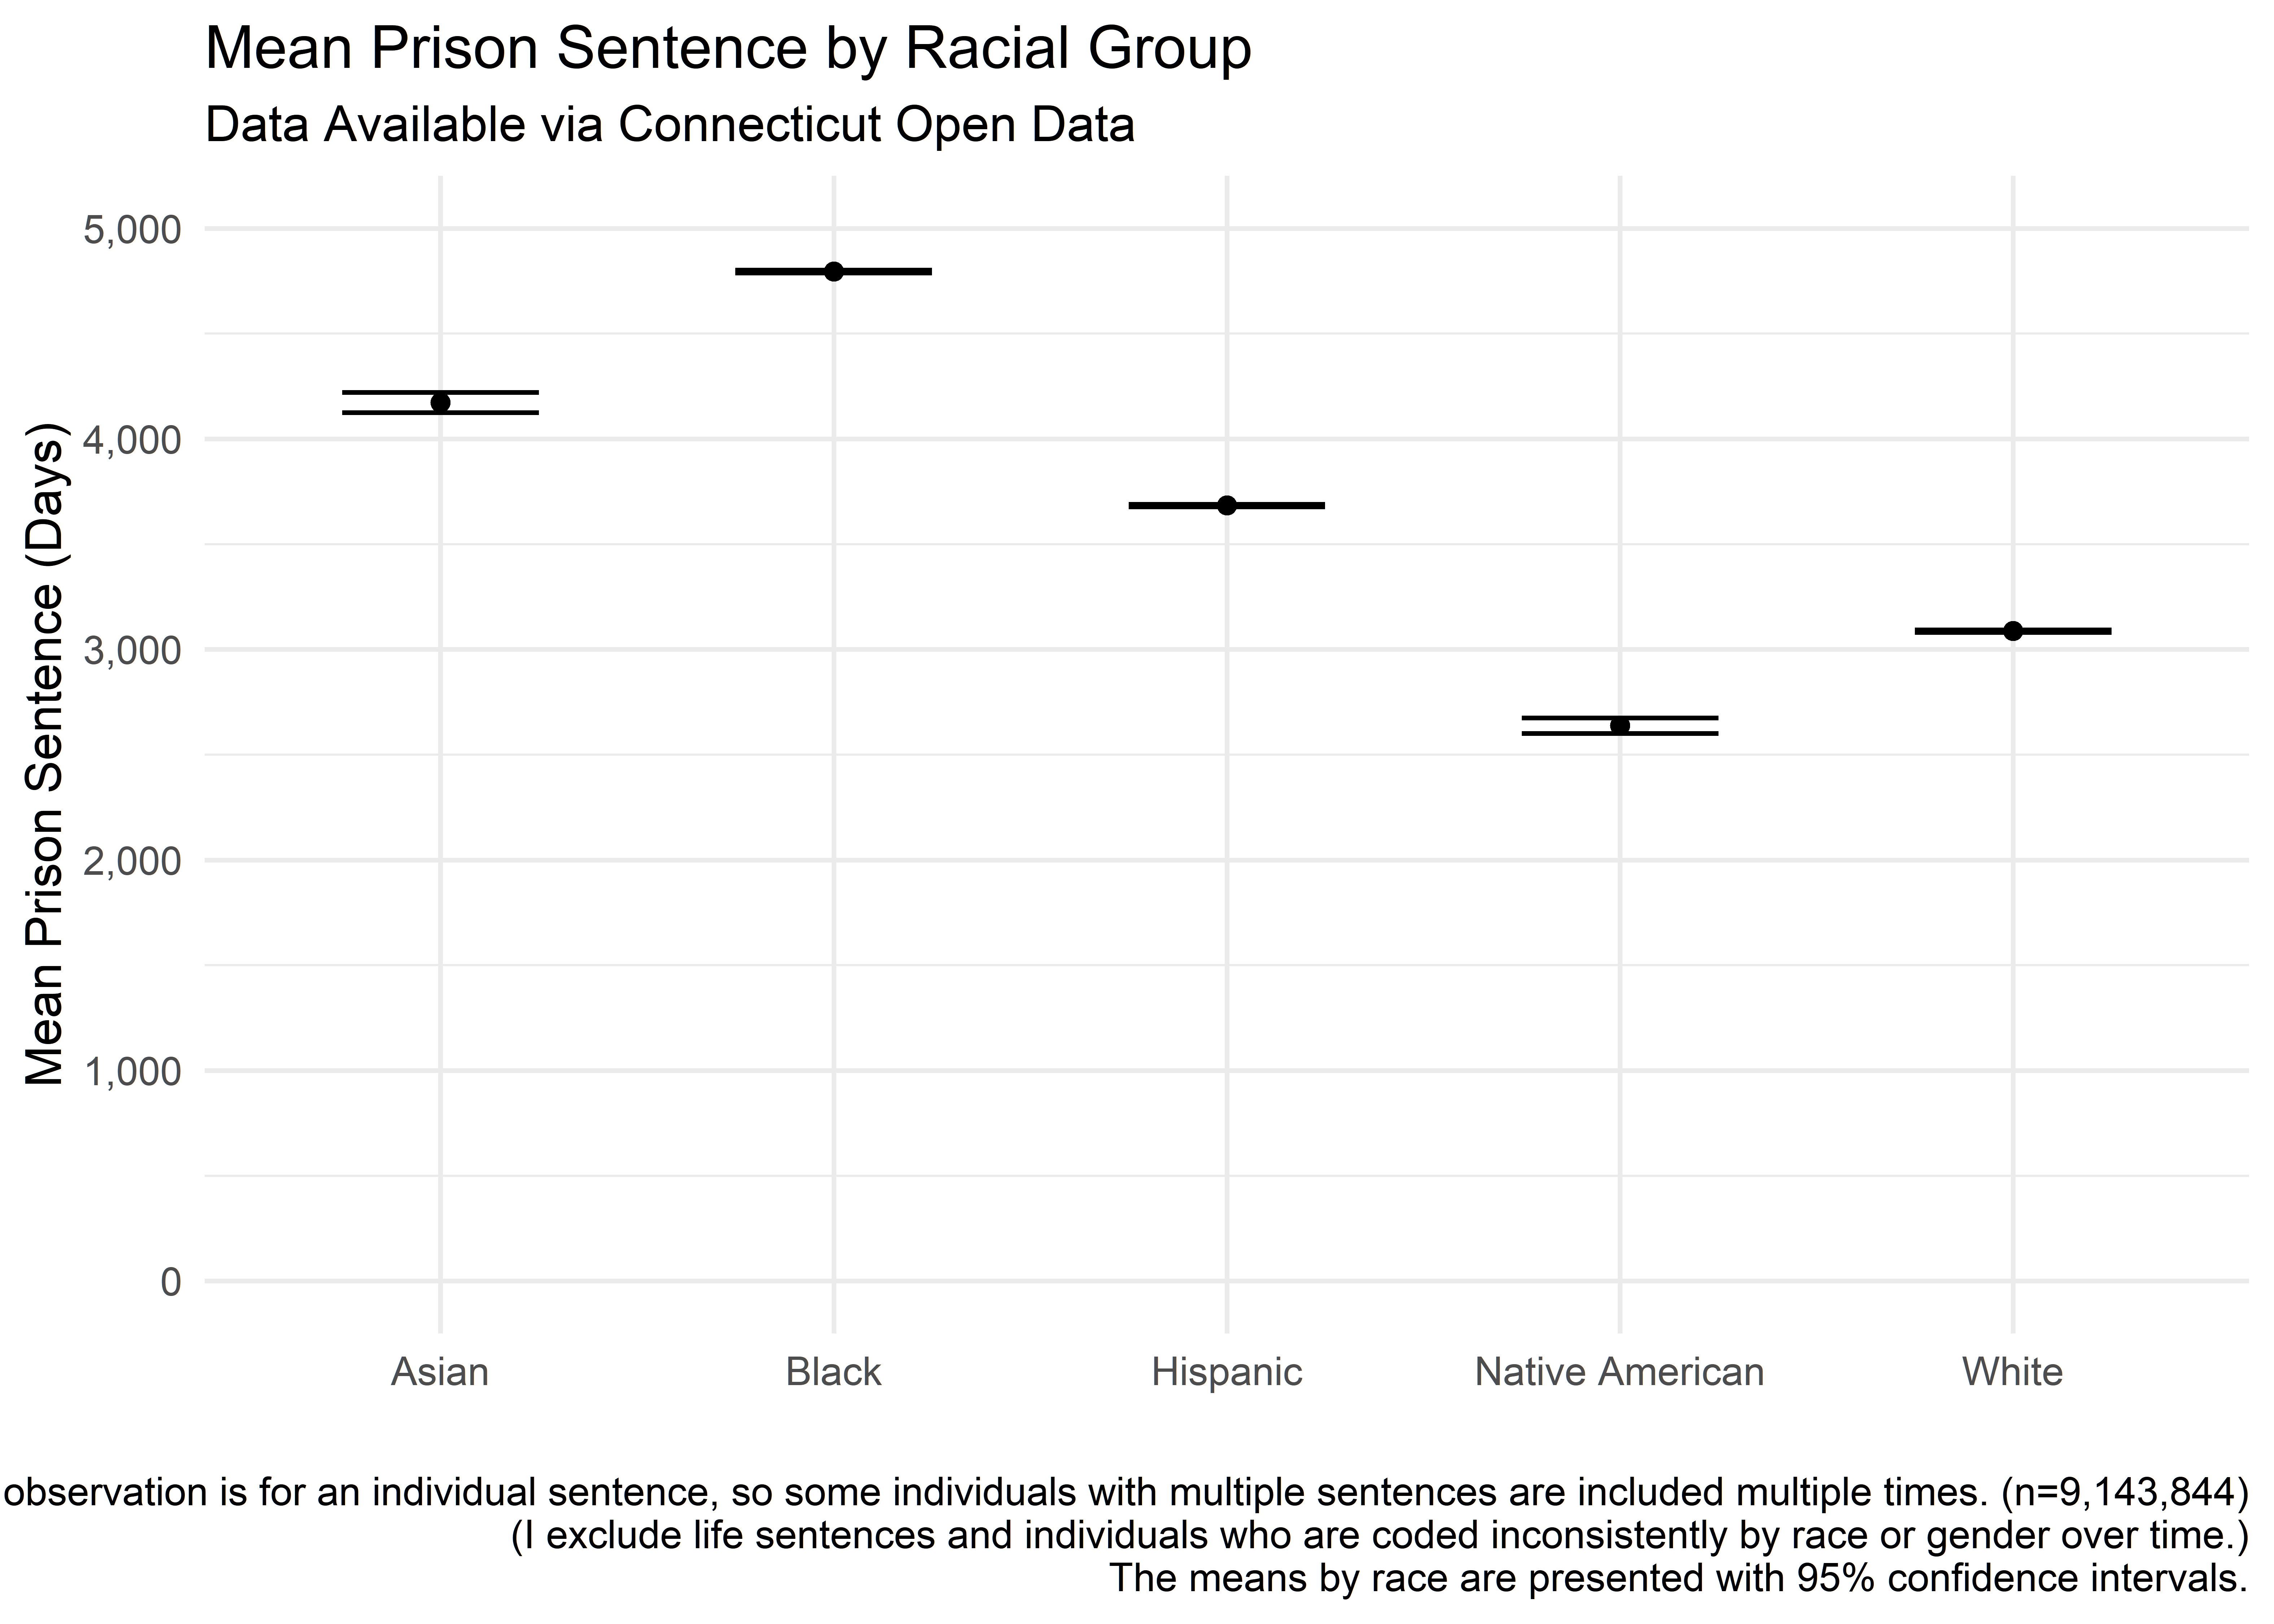 Mean Prison Sentence by Racial Group
Data Available via Connecticut Open Data
Mean Prison Sentence (Days)
5,000
4,000
3,000
2,000
1,000
0
Asian
Black
Hispanic
Native American
White
observation is for an individual sentence, so some individuals with multiple sentences are included multiple times. (n=9,143,844)
(I exclude life sentences and individuals who are coded inconsistently by race or gender over time.)
The means by race are presented with 95% confidence intervals.